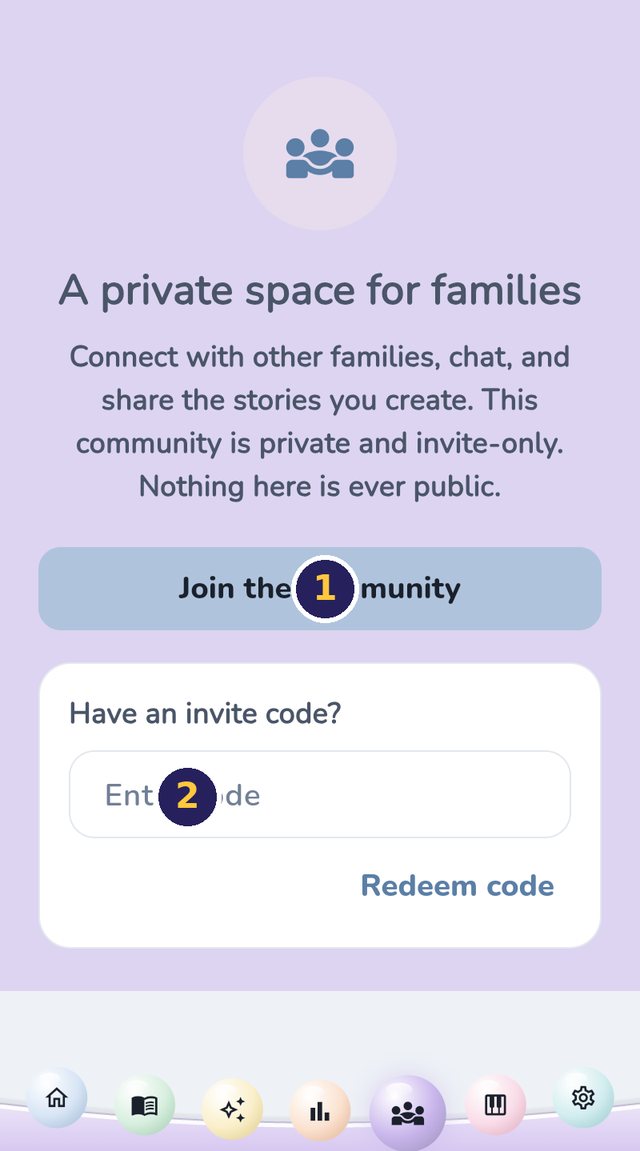 A private space for families
Connect with other families, chat, and
share the stories you create. This
community is private and invite-only.
Nothing here is ever public.
Join the 1 munity
Have an invite code?
Ent 2 de
Redeem code